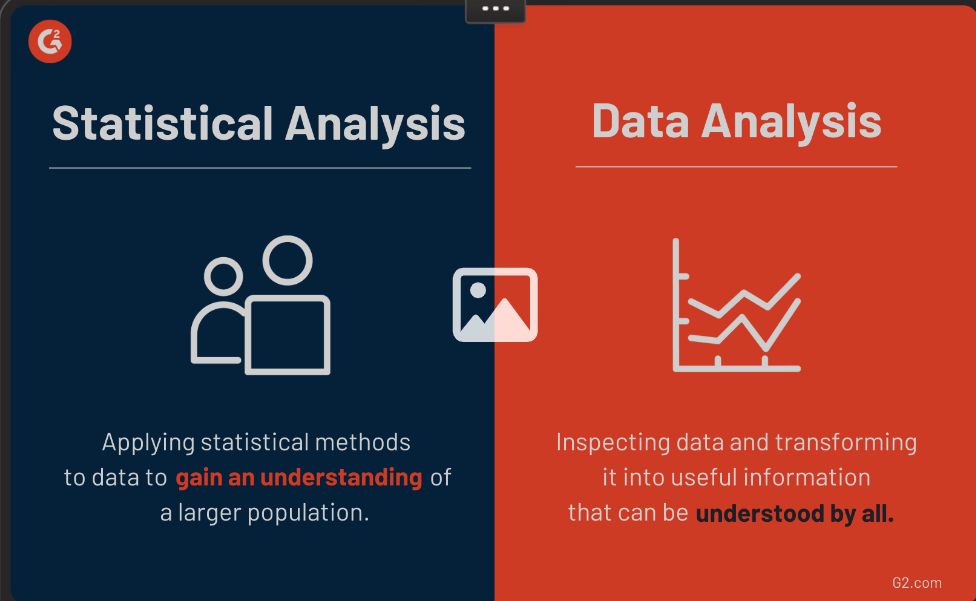 G2
Statistical Analysis
Applying statistical methods
to data to gain an understanding of
a larger population.
Data Analysis
Inspecting data and transforming
it into useful information
that can be understood by all.
G2.com